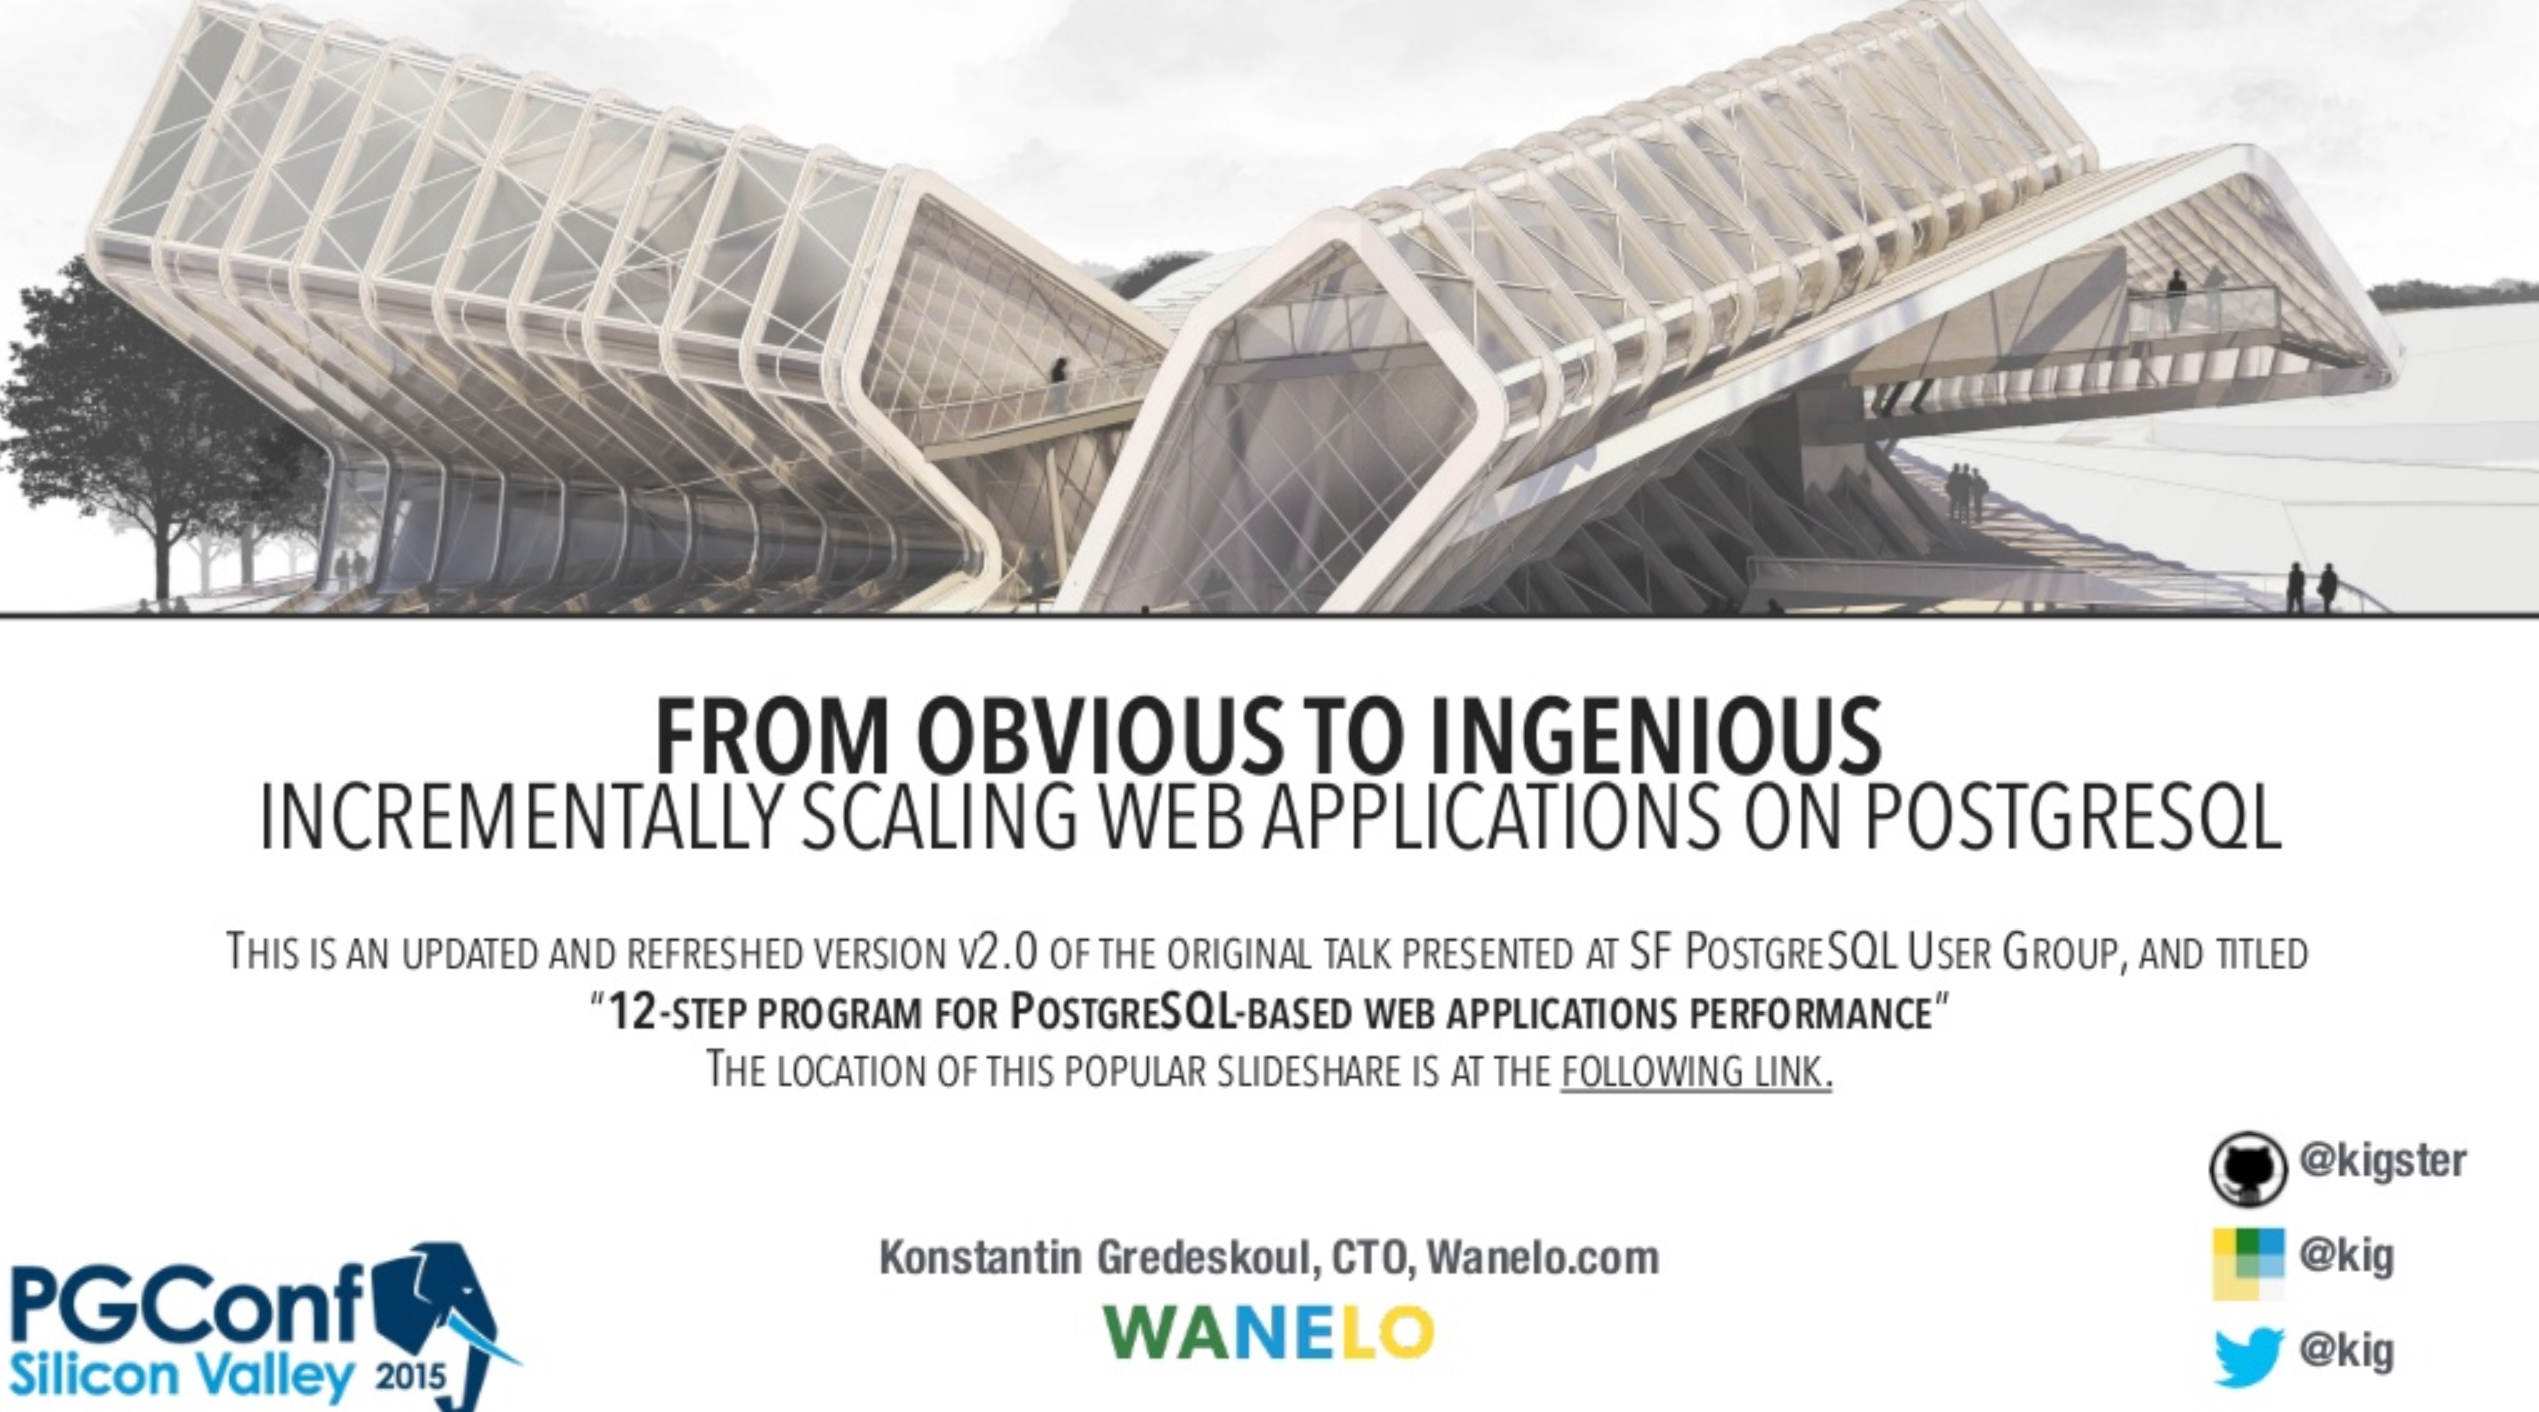 FROM OBVIOUS TO INGENIOUS
INCREMENTALLY SCALING WEB APPLICATIONS ON POSTGRESQL
THIS IS AN UPDATED AND REFRESHED VERSION V2.0 OF THE ORIGINAL TALK PRESENTED AT SF POSTGRESQL USER GROUP, AND TITLED
"12-STEP PROGRAM FOR POSTGRESQL-BASED WEB APPLICATIONS PERFORMANCE"
THE LOCATION OF THIS POPULAR SLIDESHARE IS AT THE FOLLOWING LINK.
@kigster
@kig
@kig
Konstantin Gredeskoul, CTO, Wanelo.com
WANELO
PGConf
Silicon Valley 2015